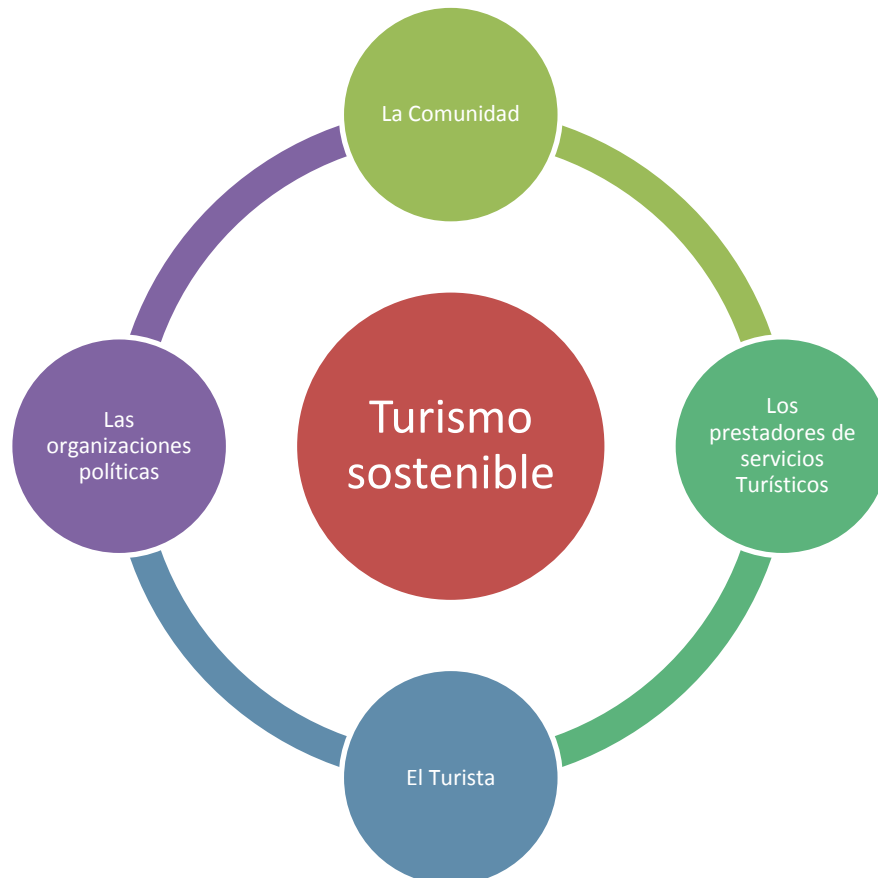 La Comunidad
Las
organizaciones
políticas
Turismo
sostenible
Los
prestadores de
servicios
Turísticos
El Turista